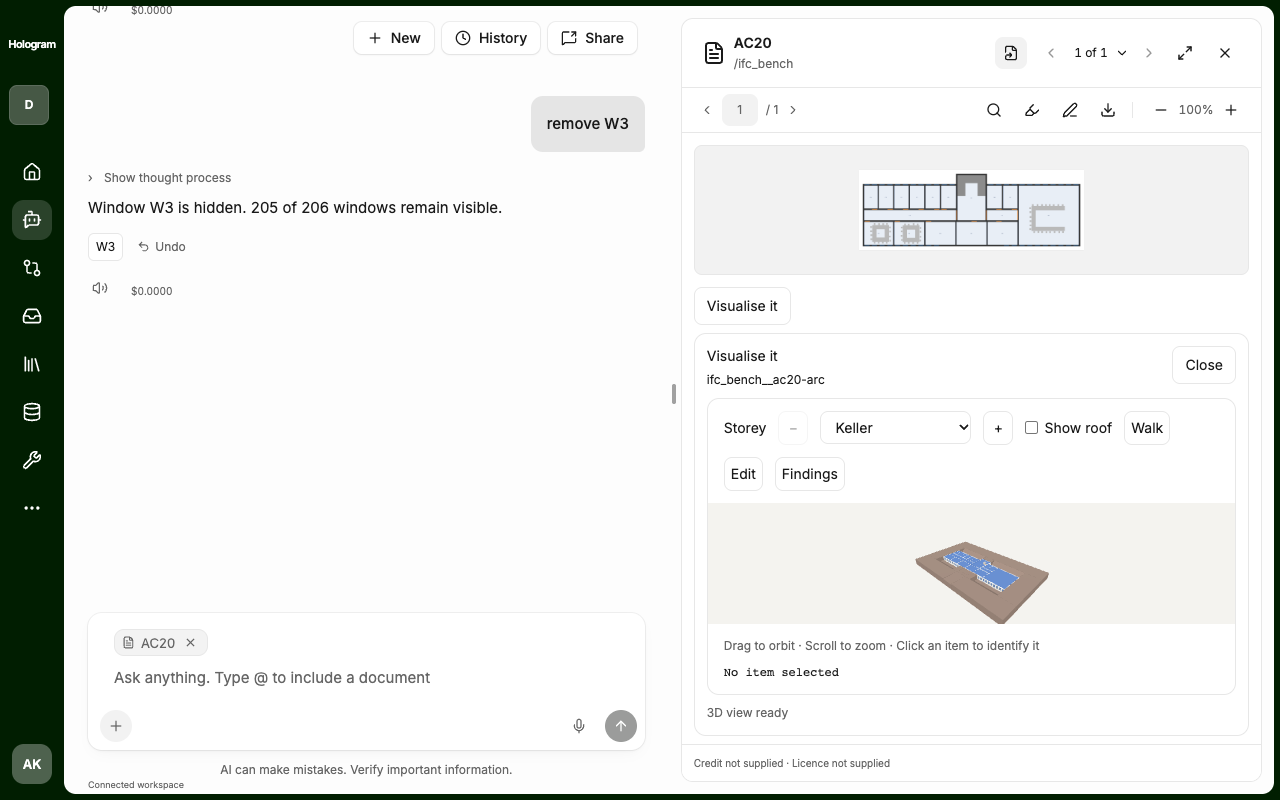 $0.0000
Hologram
D
New
History
Share
remove W3
Show thought process
Window W3 is hidden. 205 of 206 windows remain visible.
W3
Undo
$0.0000
AC20
Ask anything. Type @ to include a document
AI can make mistakes. Verify important information.
Connected workspace
AK
AC20
/ifc_bench
1 of 1
1 / 1
100%
Visualise it
Visualise it
ifc_bench__ac20-arc
Close
Storey
−
Keller
+
Show roof
Walk
Edit
Findings
Drag to orbit · Scroll to zoom · Click an item to identify it
No item selected
3D view ready
Credit not supplied · Licence not supplied